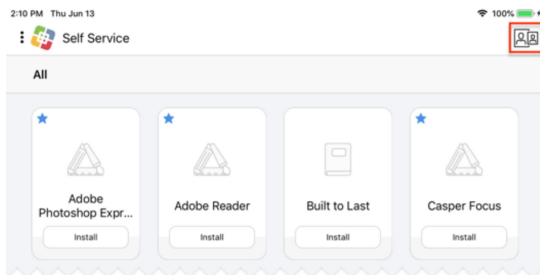 2:10 PM Thu Jun 13
100%
Self Service
All
Adobe
Photoshop Expr...
Install
Adobe Reader
Install
Built to Last
Install
Casper Focus
Install